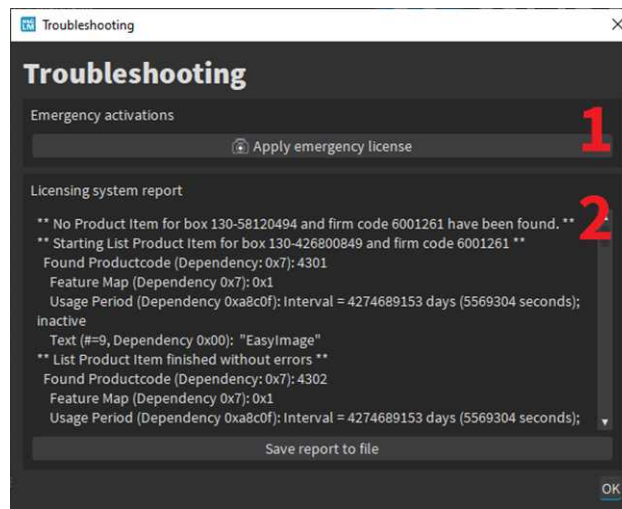 Troubleshooting
Troubleshooting
Emergency activations
1
Apply emergency license
Licensing system report
2
** No Product Item for box 130-58120494 and firm code 6001261 have been found. **
** Starting List Product Item for box 130-426800849 and firm code 6001261 **
Found Productcode (Dependency: 0x7): 4301
Feature Map (Dependency 0x7): 0x1
Usage Period (Dependency 0xa8c0f): Interval = 4274689153 days (5569304 seconds);
inactive
Text (#=9, Dependency 0x00): "EasyImage"
** List Product Item finished without errors **
Found Productcode (Dependency: 0x7): 4302
Feature Map (Dependency 0x7): 0x1
Usage Period (Dependency 0xa8c0f): Interval = 4274689153 days (5569304 seconds);
Save report to file
OK